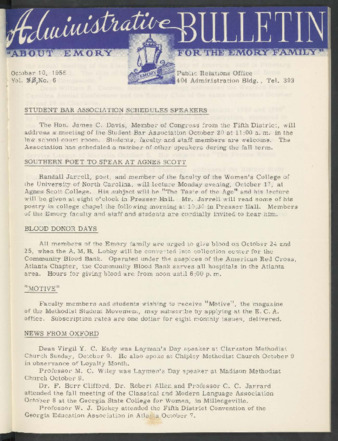 Administrative BULLETIN
"ABOUT EMORY FOR THE EMORY FAMILY"
EMORY
October 10, 1958
Public Relations Office
Vol. No. 6
404 Administration Bldg., Tel. 393
STUDENT BAR ASSOCIATION SCHEDULES SPEAKERS
The Hon. James C. Davis, Member of Congress from the Fifth District, will
address a meeting of the Student Bar Association October 20 at 11:00 a.m. in the
law school court room. Students, faculty and staff members are welcome. The
Association has scheduled a number of other speakers during the fall term.
SOUTHERN POET TO SPEAK AT AGNES SCOTT
Randall Jarrell, poet, and member of the faculty of the Women's College of
the University of North Carolina, will lecture Monday evening, October 17, at
Agnes Scott College. His subject will be "The Taste of the Age" and his lecture
will be given at eight o'clock in Presser Hall. Mr. Jarrell will read some of his
poetry in college chapel the following morning at 10:30 in Presser Hall. Members
of the Emory faculty and staff and students are cordially invited to hear him.
BLOOD DONOR DAYS
All members of the Emory family are urged to give blood on October 24 and
25, when the A. M. B. Lobby will be converted into collection center for the
Community Blood Bank. Operated under the auspices of the American Red Cross,
Atlanta Chapter, the Community Blood Bank serves all hospitals in the Atlanta
area. Hours for giving blood are from noon until 6:00 p.m.
"MOTIVE"
Faculty members and students wishing to receive "Motive", the magazine
of the Methodist Student Movement, may subscribe by applying at the E. C. A.
office. Subscription rates are one dollar for eight monthly issues, delivered.
NEWS FROM OXFORD
Dean Virgil Y. C. Eady was Layman's Day speaker at Clarkston Methodist
Church Sunday, October 9. He also spoke at Chipley Methodist Church October 9
in observance of Loyalty Month.
Professor M. C. Wiley was Layman's Day speaker at Madison Methodist
Church October 9.
Dr. F. Barr Clifford, Dr. Robert Allen and Professor C. C. Jarrard
attended the fall meeting of the Classical and Modern Language Association
October 8 at the Georgia State College for Women, in Milledgeville.
Professor W. J. Dickey attended the Fifth District Convention of the
Georgia Education Association in Atlanta October 7.